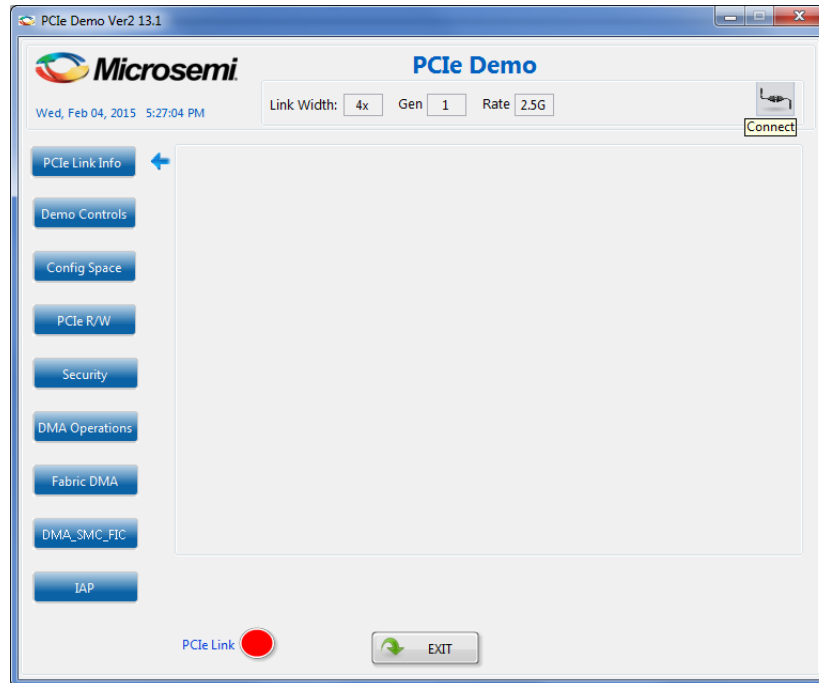 PCIe Demo Ver2 13.1
Microsemi
PCIe Demo
Wed, Feb 04, 2015 5:27:04 PM
Link Width: 4x Gen 1 Rate 2.5G
Connect
PCIe Link Info
Demo Controls
Config Space
PCIe R/W
Security
DMA Operations
Fabric DMA
DMA_SMC_FIC
IAP
PCIe Link
EXIT